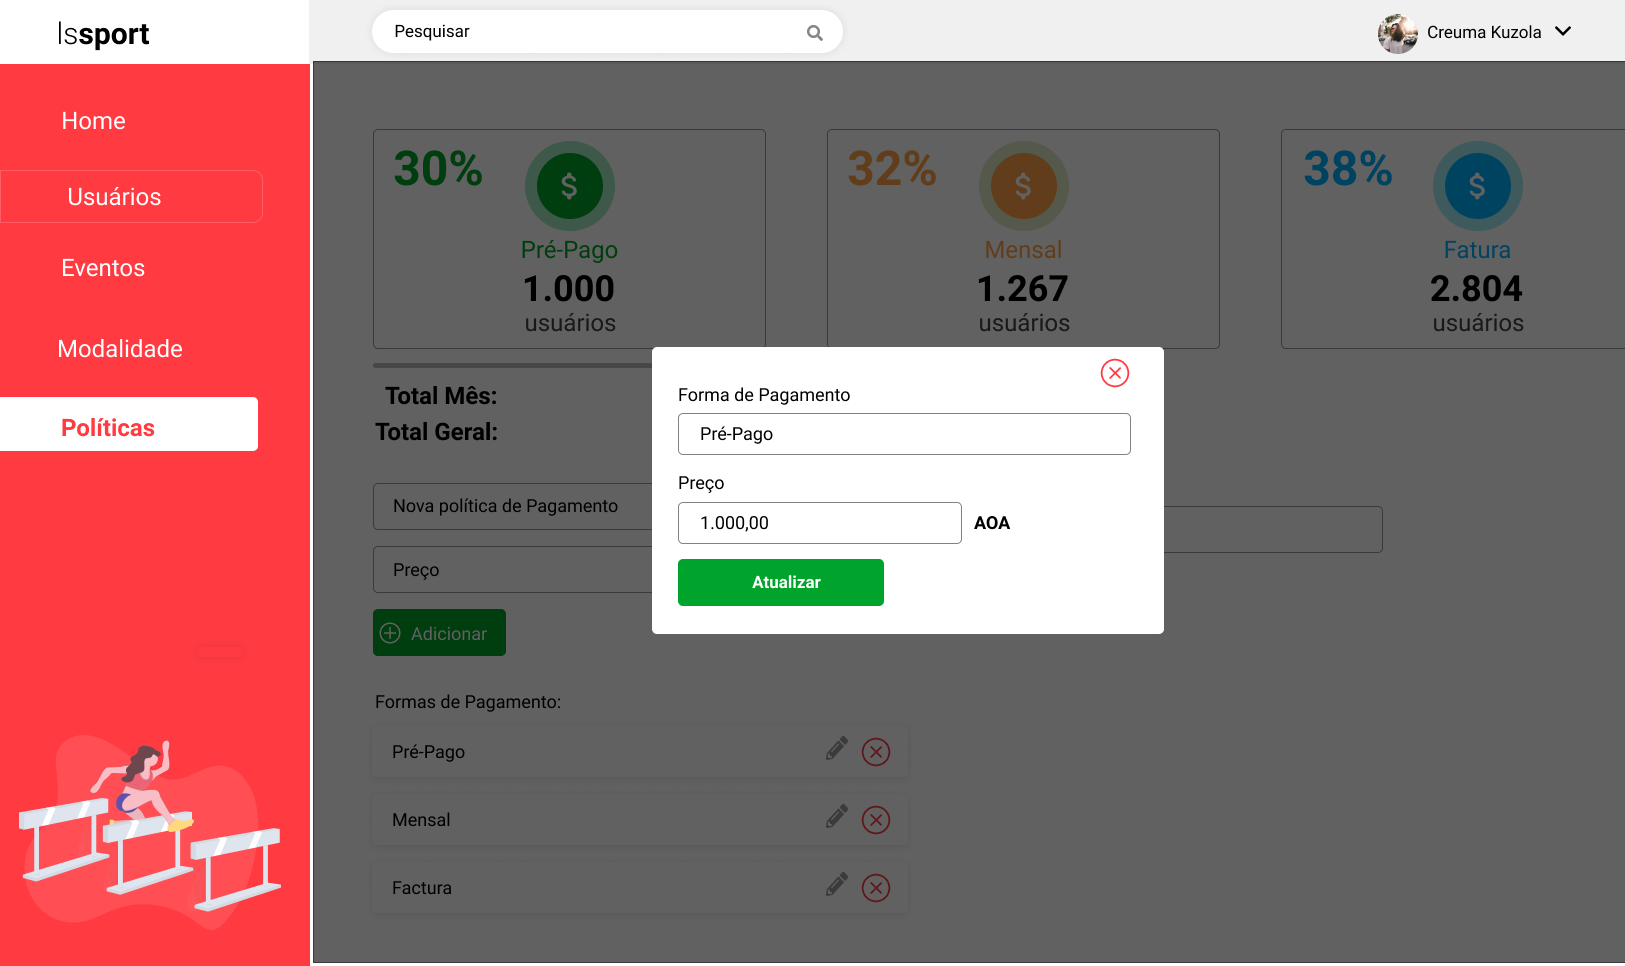 lssport
Pesquisar
Creuma Kuzola
Home
Usuários
Eventos
Modalidade
Políticas
30%
$
Pré-Pago
1.000
usuários
32%
$
Mensal
1.267
usuários
38%
$
Fatura
2.804
usuários
Total Mês:
Total Geral:
Nova política de Pagamento
Preço
Adicionar
Forma de Pagamento
Pré-Pago
Preço
1.000,00 AOA
Atualizar
Formas de Pagamento:
Pré-Pago
Mensal
Factura